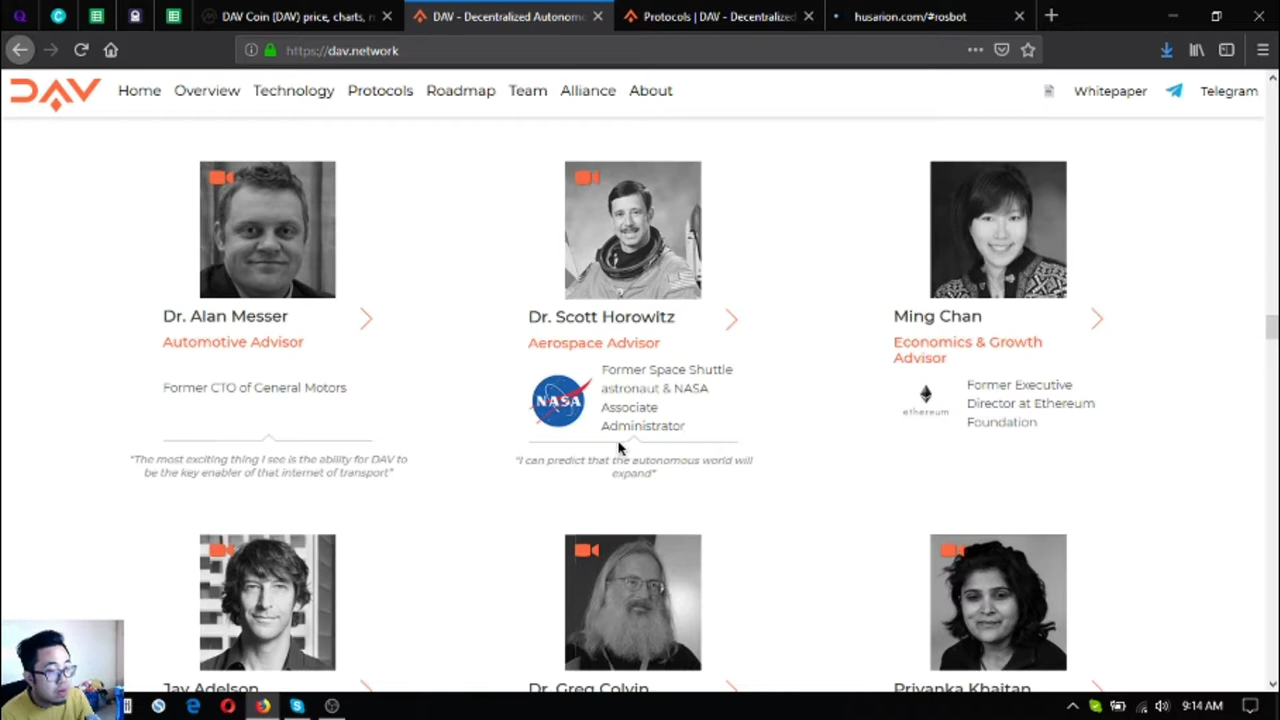 DAV Coin (DAV) price, charts, m
DAV - Decentralized Autonomo
Protocols | DAV - Decentralized
husarion.com/#rosbot
https://dav.network
DAV
Home
Overview
Technology
Protocols
Roadmap
Team
Alliance
About
Whitepaper
Telegram
Dr. Alan Messer
Automotive Advisor
Former CTO of General Motors
"The most exciting thing I see is the ability for DAV to
be the key enabler of that internet of transport"
Dr. Scott Horowitz
Aerospace Advisor
NASA
Former Space Shuttle
astronaut & NASA
Associate
Administrator
"I can predict that the autonomous world will
expand"
Ming Chan
Economics & Growth
Advisor
ethereum
Former Executive
Director at Ethereum
Foundation
Jay Adelson
Dr. Greg Colvin
Priyanka Khaitan
9:14 AM